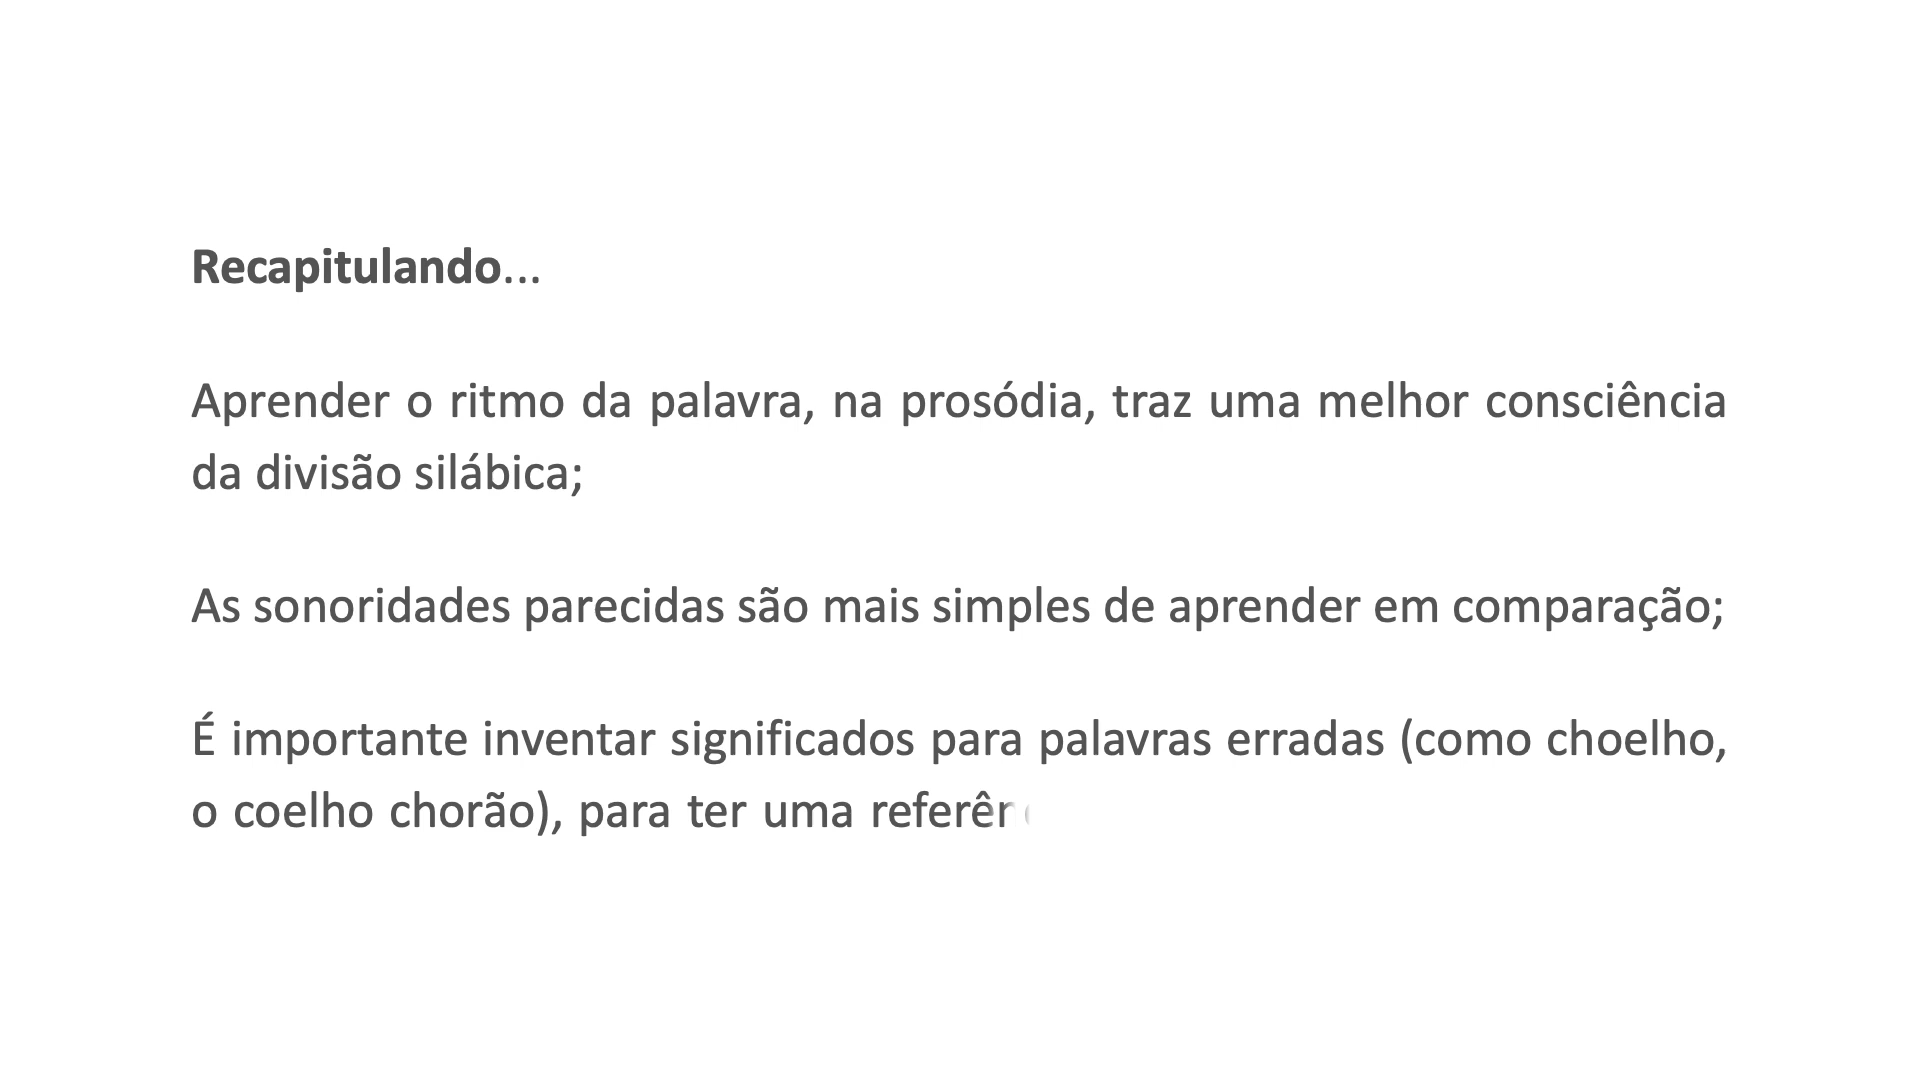 Recapitulando...
Aprender o ritmo da palavra, na prosódia, traz uma melhor consciência
da divisão silábica;
As sonoridades parecidas são mais simples de aprender em comparação;
É importante inventar significados para palavras erradas (como choelho,
o coelho chorão), para ter uma